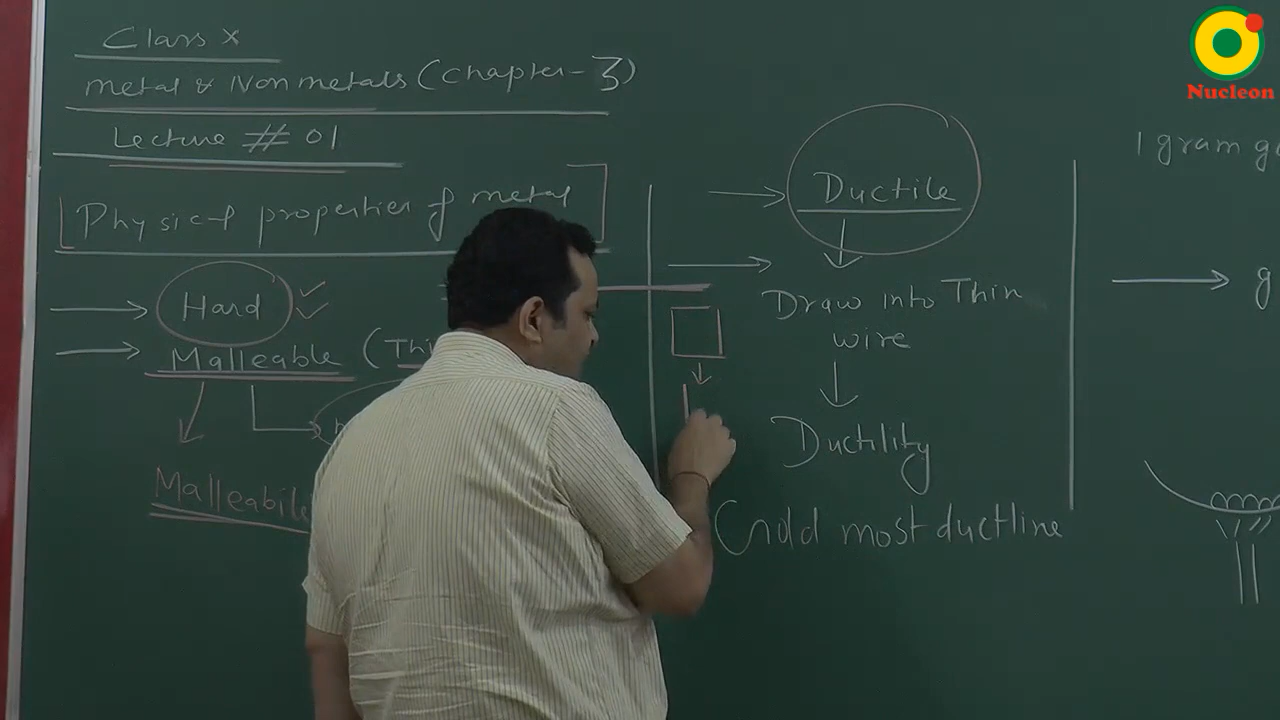 Class X
metal & Non metals (Chapter-3)
Lecture # 01
Physical properties of metal
Hard
Malleable (Thi
Malleabili
Ductile
Draw into Thin
wire
Ductility
Gold most ductline
1 gram g
g
Nucleon